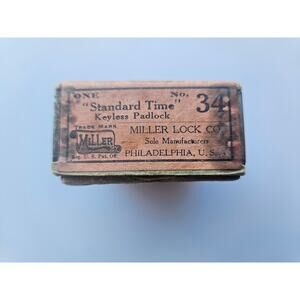 ONE No. 34
"Standard Time"
Keyless Padlock
TRADE MARK
MILLER
Reg. U.S. Pat. Off.
MILLER LOCK CO.
Sole Manufacturers
PHILADELPHIA, U. S. A.